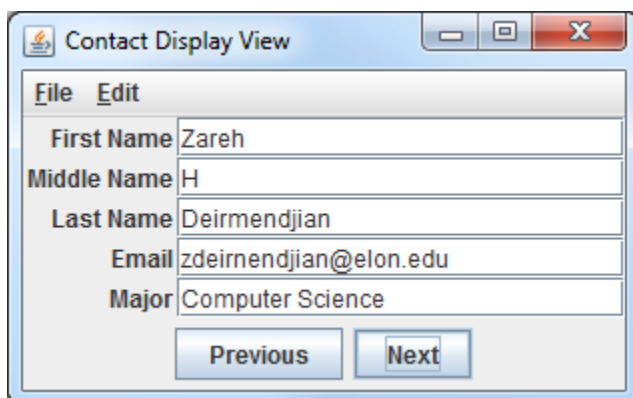 Contact Display View
File Edit
First Name Zareh
Middle Name H
Last Name Deirmendjian
Email zdeirnendjian@elon.edu
Major Computer Science
Previous Next